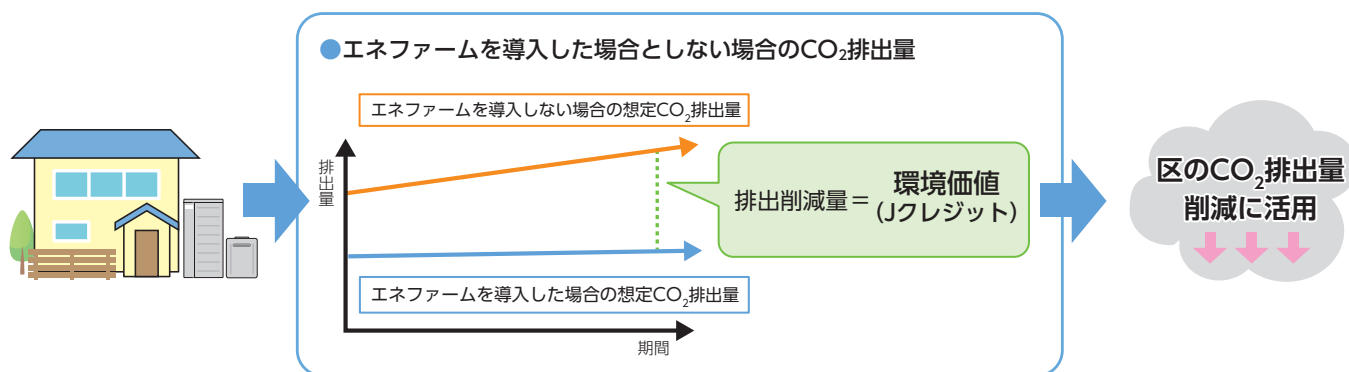 ●エネファームを導入した場合としない場合のCO₂排出量
エネファームを導入しない場合の想定CO₂排出量
排出量
排出削減量＝環境価値
(Jクレジット)
エネファームを導入した場合の想定CO₂排出量
期間
区のCO₂排出量
削減に活用